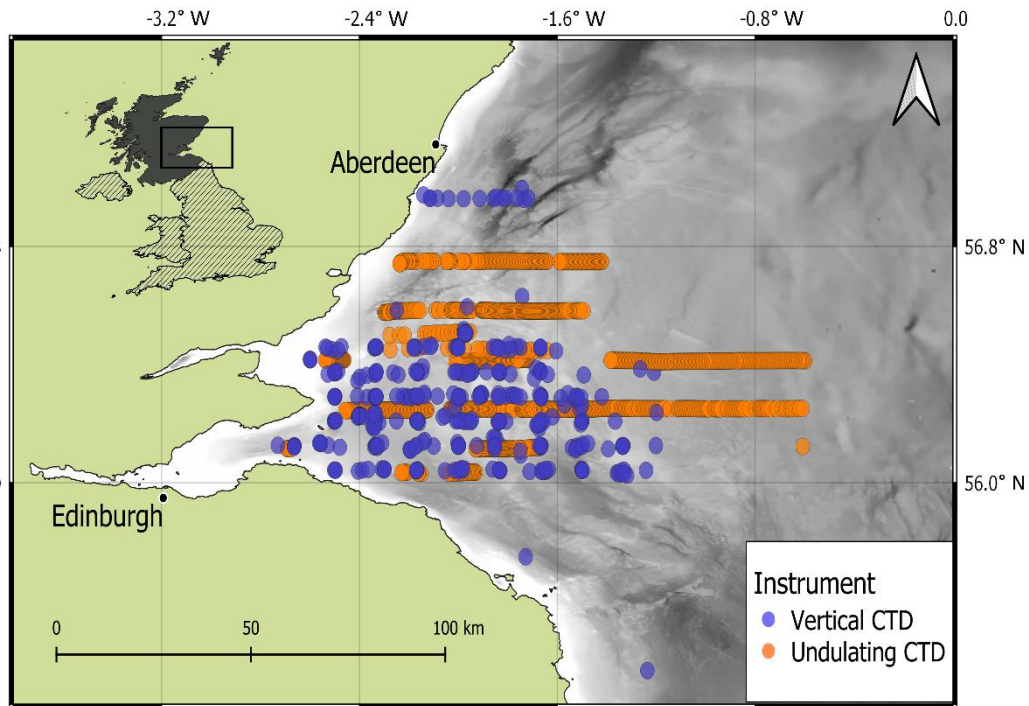 -3.2° W -2.4° W -1.6° W -0.8° W 0.0
Aberdeen
56.8° N
56.0° N
Edinburgh
Instrument
Vertical CTD
Undulating CTD
0 50 100 km